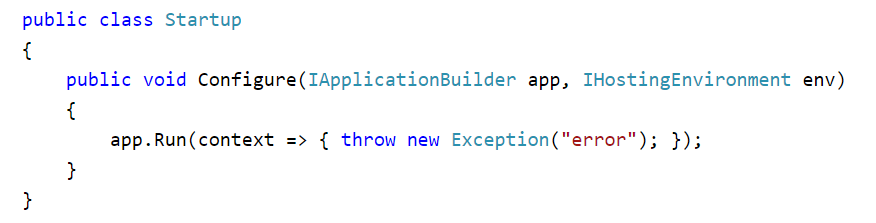 public class Startup
{
    public void Configure(IApplicationBuilder app, IHostingEnvironment env)
    {
        app.Run(context => { throw new Exception("error"); });
    }
}